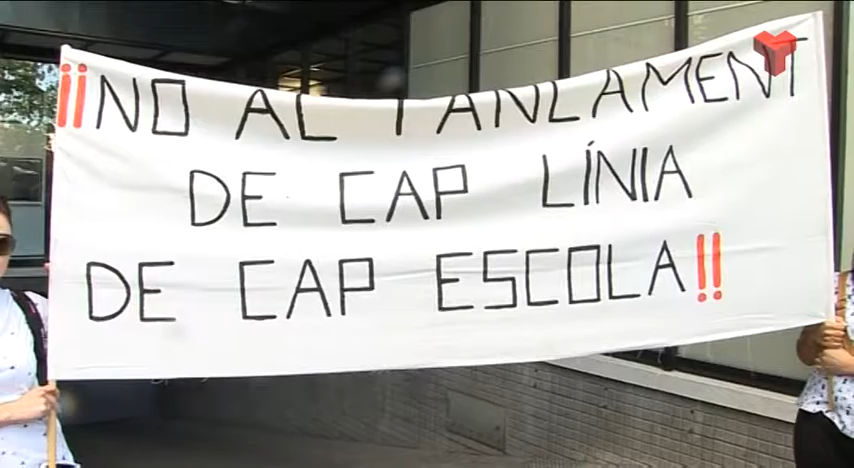 ¡¡NO AL TANCAMENT
DE CAP LÍNIA
DE CAP ESCOLA!!